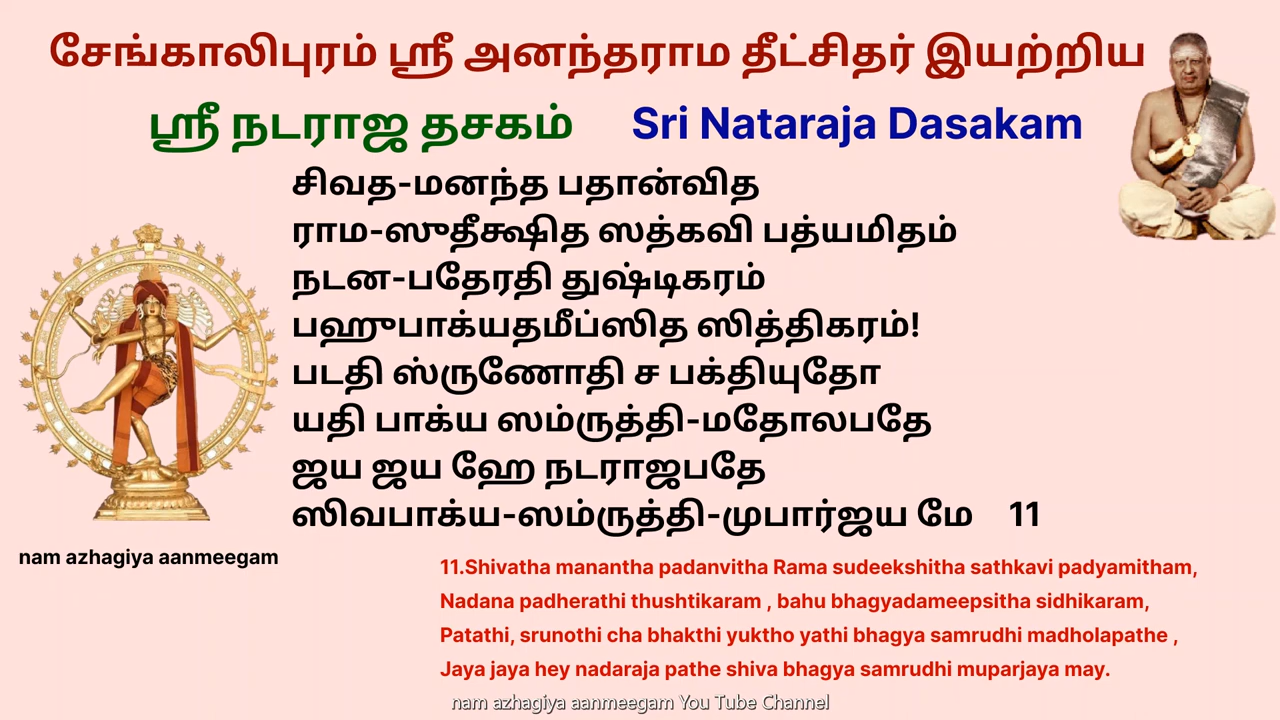 சேங்காலிபுரம் ஸ்ரீ அனந்தராம தீட்சிதர் இயற்றிய
ஸ்ரீ நடராஜ தசகம் Sri Nataraja Dasakam
சிவத-மனந்த பதான்வித
ராம-ஸுதீக்ஷித ஸத்கவி பத்யமிதம்
நடன-பதேரதி துஷ்டிகரம்
பஹுபாக்யதமீப்ஸித ஸித்திகரம்!
படதி ஸ்ருணோதி ச பக்தியுதோ
யதி பாக்ய ஸம்ருத்தி-மதோலபதே
ஜய ஜய ஹே நடராஜபதே
ஸிவபாக்ய-ஸம்ருத்தி-முபார்ஜய மே 11
nam azhagiya aanmeegam
11.Shivatha manantha padanvitha Rama sudeekshitha sathkavi padyamitham,
Nadana padherathi thushtikaram , bahu bhagyadameepsitha sidhikaram,
Patathi, srunothi cha bhakthi yuktho yathi bhagya samrudhi madholapathe ,
Jaya jaya hey nadaraja pathe shiva bhagya samrudhi muparjaya may.
nam azhagiya aanmeegam You Tube Channel